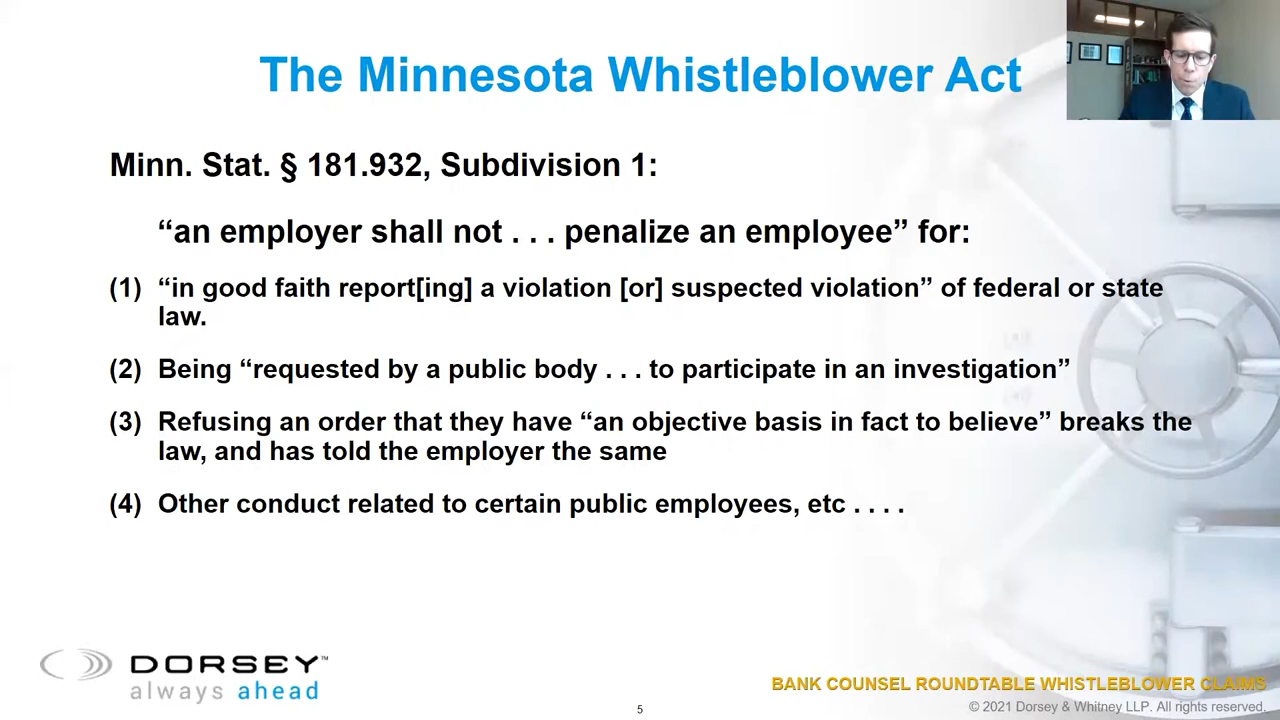 The Minnesota Whistleblower Act
Minn. Stat. § 181.932, Subdivision 1:
“an employer shall not . . . penalize an employee” for:
(1) “in good faith report[ing] a violation [or] suspected violation” of federal or state
law.
(2) Being “requested by a public body . . . to participate in an investigation”
(3) Refusing an order that they have “an objective basis in fact to believe” breaks the
law, and has told the employer the same
(4) Other conduct related to certain public employees, etc . . . .
DORSEY™
always ahead
BANK COUNSEL ROUNDTABLE WHISTLEBLOWER CLAIMS
5
© 2021 Dorsey & Whitney LLP. All rights reserved.